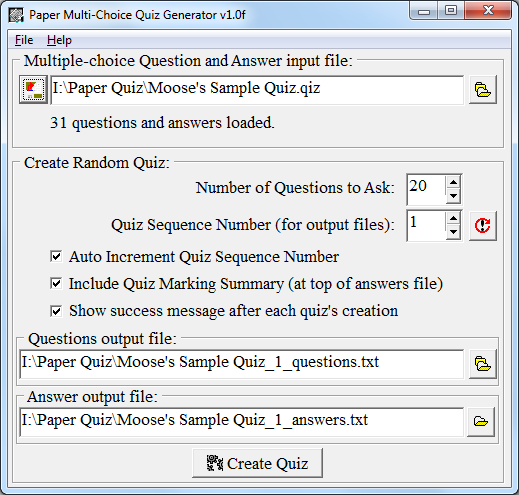 Paper Multi-Choice Quiz Generator v1.0f
File Help
Multiple-choice Question and Answer input file:
I:\Paper Quiz\Moose's Sample Quiz.qiz
31 questions and answers loaded.
Create Random Quiz:
Number of Questions to Ask: 20
Quiz Sequence Number (for output files): 1
Auto Increment Quiz Sequence Number
Include Quiz Marking Summary (at top of answers file)
Show success message after each quiz's creation
Questions output file:
I:\Paper Quiz\Moose's Sample Quiz_1_questions.txt
Answer output file:
I:\Paper Quiz\Moose's Sample Quiz_1_answers.txt
Create Quiz